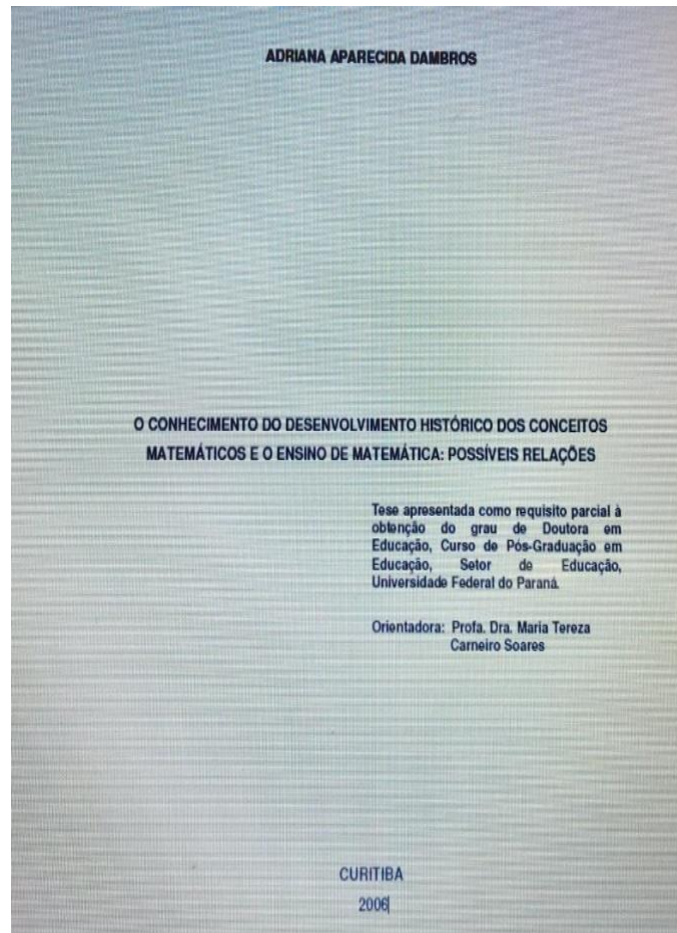 ADRIANA APARECIDA DAMBROS
O CONHECIMENTO DO DESENVOLVIMENTO HISTÓRICO DOS CONCEITOS
MATEMÁTICOS E O ENSINO DE MATEMÁTICA: POSSÍVEIS RELAÇÕES
Tese apresentada como requisito parcial à
obtenção do grau de Doutora em
Educação, Curso de Pós-Graduação em
Educação, Setor de Educação,
Universidade Federal do Paraná.
Orientadora: Profa. Dra. Maria Tereza
Carneiro Soares
CURITIBA
2006